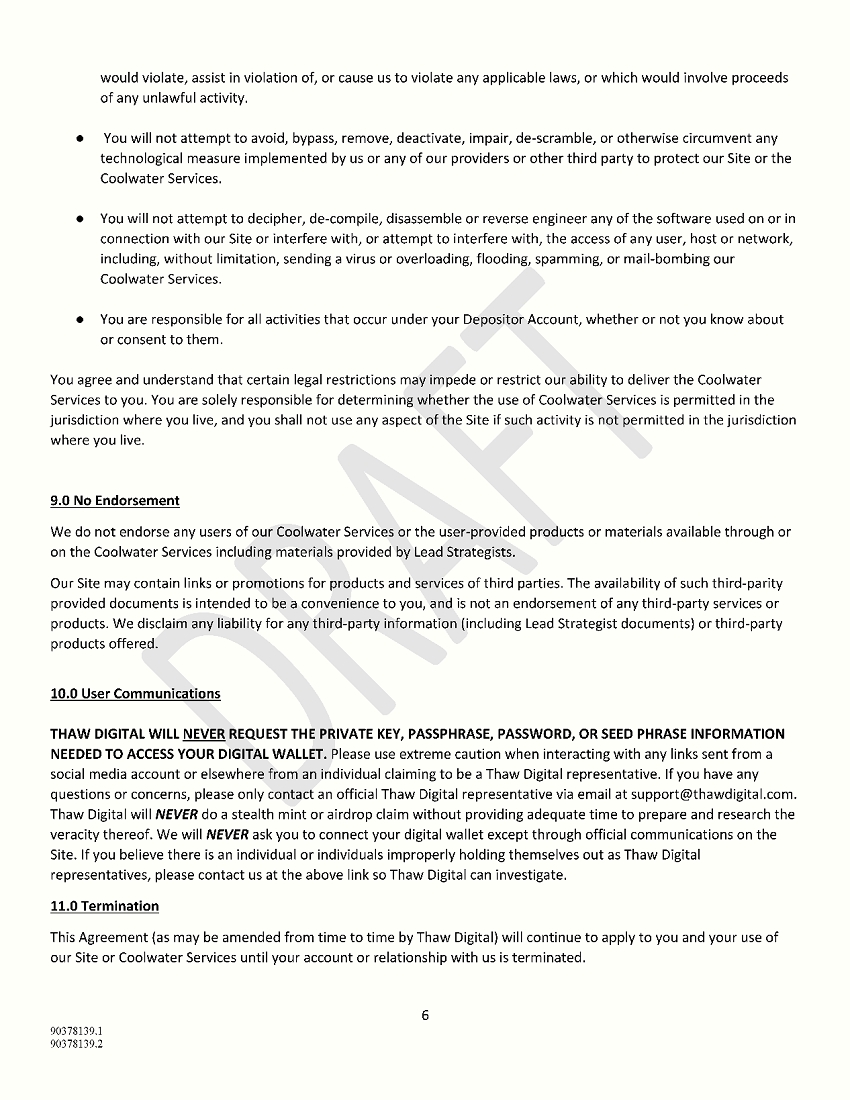 would violate, assist in violation of, or cause us to violate any applicable laws, or which would involve proceeds
of any unlawful activity.
● You will not attempt to avoid, bypass, remove, deactivate, impair, de-scramble, or otherwise circumvent any
technological measure implemented by us or any of our providers or other third party to protect our Site or the
Coolwater Services.
● You will not attempt to decipher, de-compile, disassemble or reverse engineer any of the software used on or in
connection with our Site or interfere with, or attempt to interfere with, the access of any user, host or network,
including, without limitation, sending a virus or overloading, flooding, spamming, or mail-bombing our
Coolwater Services.
● You are responsible for all activities that occur under your Depositor Account, whether or not you know about
or consent to them.
You agree and understand that certain legal restrictions may impede or restrict our ability to deliver the Coolwater
Services to you. You are solely responsible for determining whether the use of Coolwater Services is permitted in the
jurisdiction where you live, and you shall not use any aspect of the Site if such activity is not permitted in the jurisdiction
where you live.
9.0 No Endorsement
We do not endorse any users of our Coolwater Services or the user-provided products or materials available through or
on the Coolwater Services including materials provided by Lead Strategists.
Our Site may contain links or promotions for products and services of third parties. The availability of such third-parity
provided documents is intended to be a convenience to you, and is not an endorsement of any third-party services or
products. We disclaim any liability for any third-party information (including Lead Strategist documents) or third-party
products offered.
10.0 User Communications
THAW DIGITAL WILL NEVER REQUEST THE PRIVATE KEY, PASSPHRASE, PASSWORD, OR SEED PHRASE INFORMATION
NEEDED TO ACCESS YOUR DIGITAL WALLET. Please use extreme caution when interacting with any links sent from a
social media account or elsewhere from an individual claiming to be a Thaw Digital representative. If you have any
questions or concerns, please only contact an official Thaw Digital representative via email at support@thawdigital.com.
Thaw Digital will NEVER do a stealth mint or airdrop claim without providing adequate time to prepare and research the
veracity thereof. We will NEVER ask you to connect your digital wallet except through official communications on the
Site. If you believe there is an individual or individuals improperly holding themselves out as Thaw Digital
representatives, please contact us at the above link so Thaw Digital can investigate.
11.0 Termination
This Agreement (as may be amended from time to time by Thaw Digital) will continue to apply to you and your use of
our Site or Coolwater Services until your account or relationship with us is terminated.
6
90378139.1
90378139.2
DRAFT